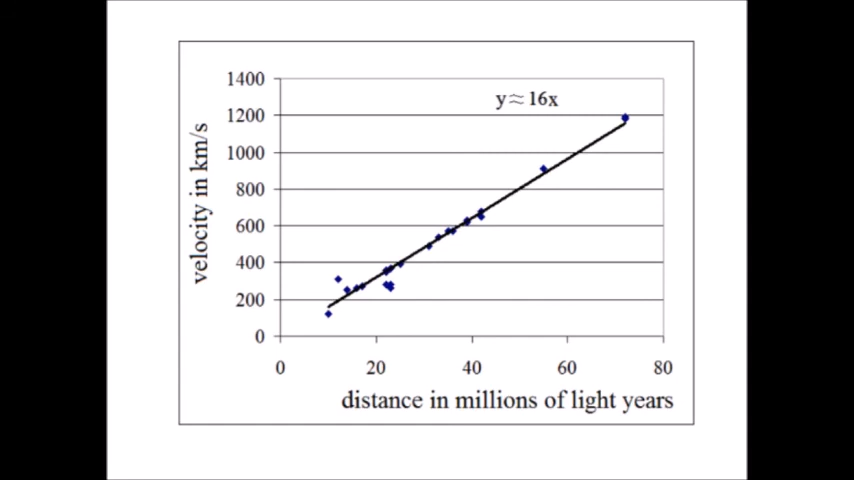 1400
y≈16x
1200
1000
800
600
400
200
0
0 20 40 60 80
velocity in km/s
distance in millions of light years